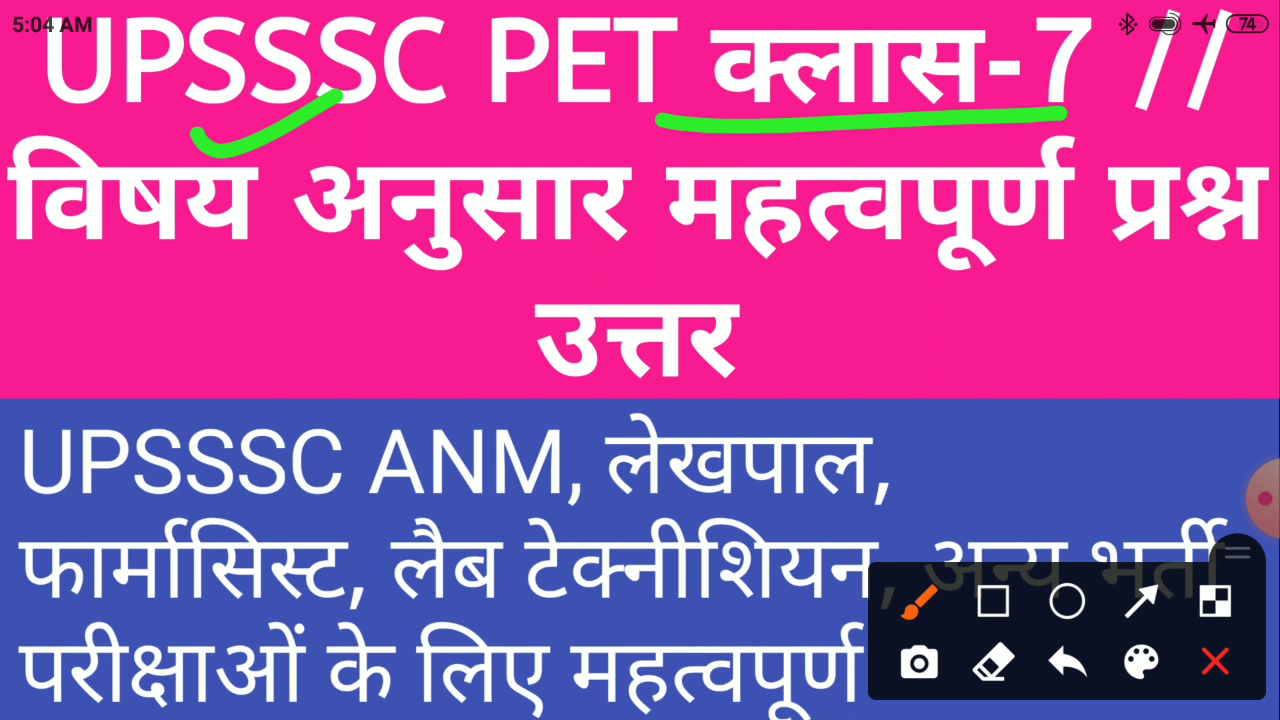 5:04 AM
74
UPSSSC PET क्लास-7 //
विषय अनुसार महत्वपूर्ण प्रश्न
उत्तर
UPSSSC ANM, लेखपाल,
फार्मासिस्ट, लैब टेक्नीशियन, अन्य भर्ती
परीक्षाओं के लिए महत्वपूर्ण